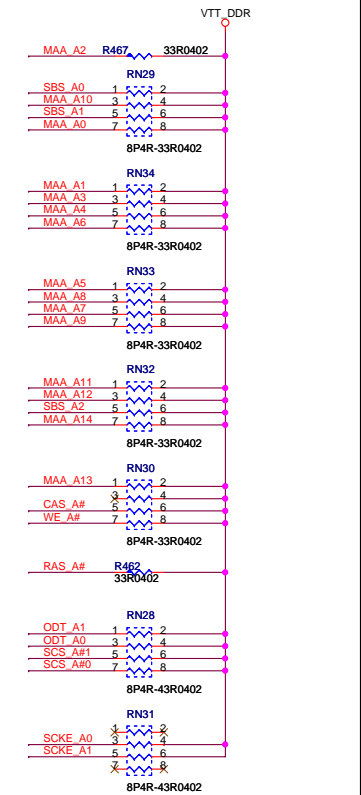 VTT_DDR
MAA_A2 R467 33R0402
RN29
SBS_A0 1 2
MAA_A10 3 4
SBS_A1 5 6
MAA_A0 7 8
8P4R-33R0402
RN34
MAA_A1 1 2
MAA_A3 3 4
MAA_A4 5 6
MAA_A6 7 8
8P4R-33R0402
RN33
MAA_A5 1 2
MAA_A8 3 4
MAA_A7 5 6
MAA_A9 7 8
8P4R-33R0402
RN32
MAA_A11 1 2
MAA_A12 3 4
SBS_A2 5 6
MAA_A14 7 8
8P4R-33R0402
RN30
MAA_A13 1 2
3 4
CAS_A# 5 6
WE_A# 7 8
8P4R-33R0402
RAS_A# R462
33R0402
RN28
ODT_A1 1 2
ODT_A0 3 4
SCS_A#1 5 6
SCS_A#0 7 8
8P4R-43R0402
RN31
1 2
SCKE_A0 3 4
SCKE_A1 5 6
7 8
8P4R-43R0402